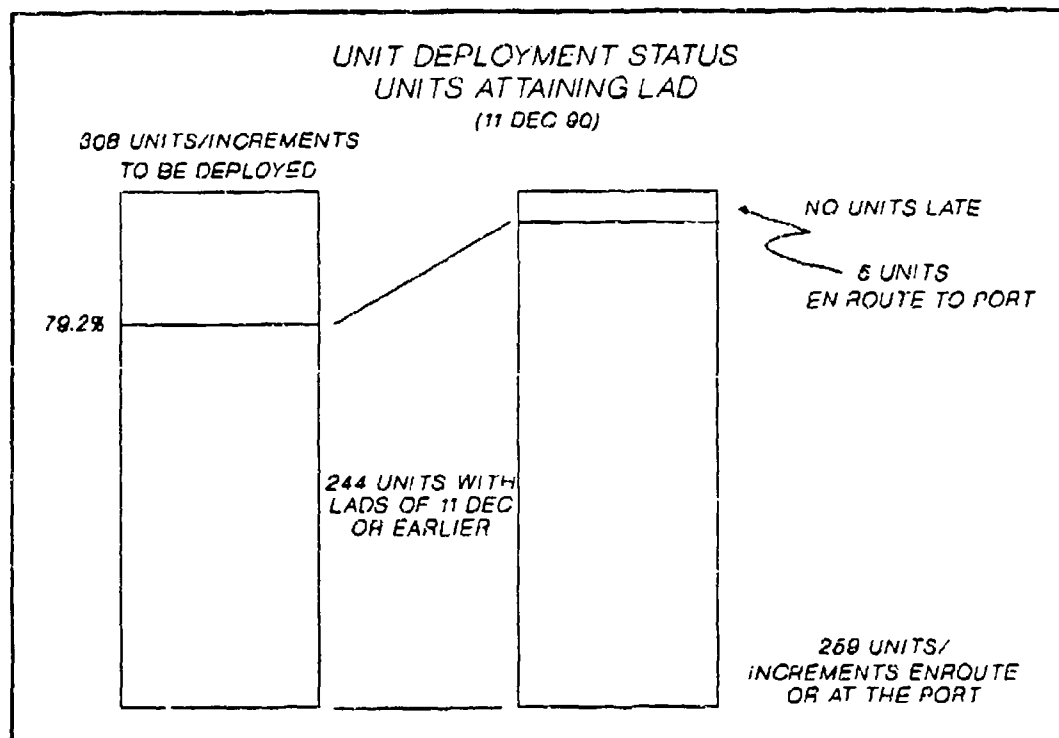 UNIT DEPLOYMENT STATUS
UNITS ATTAINING LAD
(11 DEC 90)
308 UNITS/INCREMENTS
TO BE DEPLOYED
79.2%
244 UNITS WITH
LADS OF 11 DEC
OR EARLIER
NO UNITS LATE
UNITS
EN ROUTE TO PORT
UNITS/
INCREMENTS ENROUTE
OR AT THE PORT